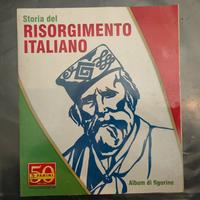 Storia del
RISORGIMENTO
ITALIANO
50
Album di figurine